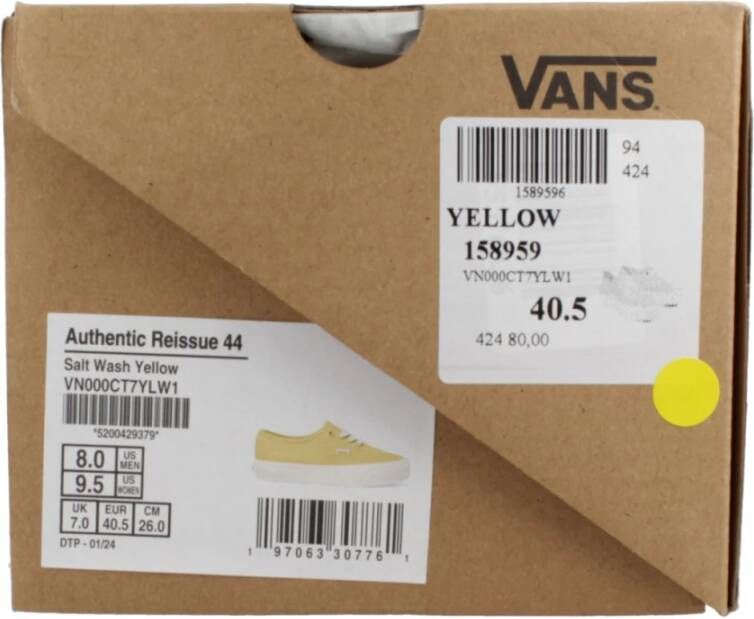 VANS
94
424
1589596
YELLOW
158959
VN000CT7YLW1
40.5
424 80,00
Authentic Reissue 44
Salt Wash Yellow
VN000CT7YLW1
*5200429379*
8.0 US MEN
9.5 US WOMEN
UK EUR CM
7.0 40.5 26.0
DTP - 01/24
1 97063 30776 1